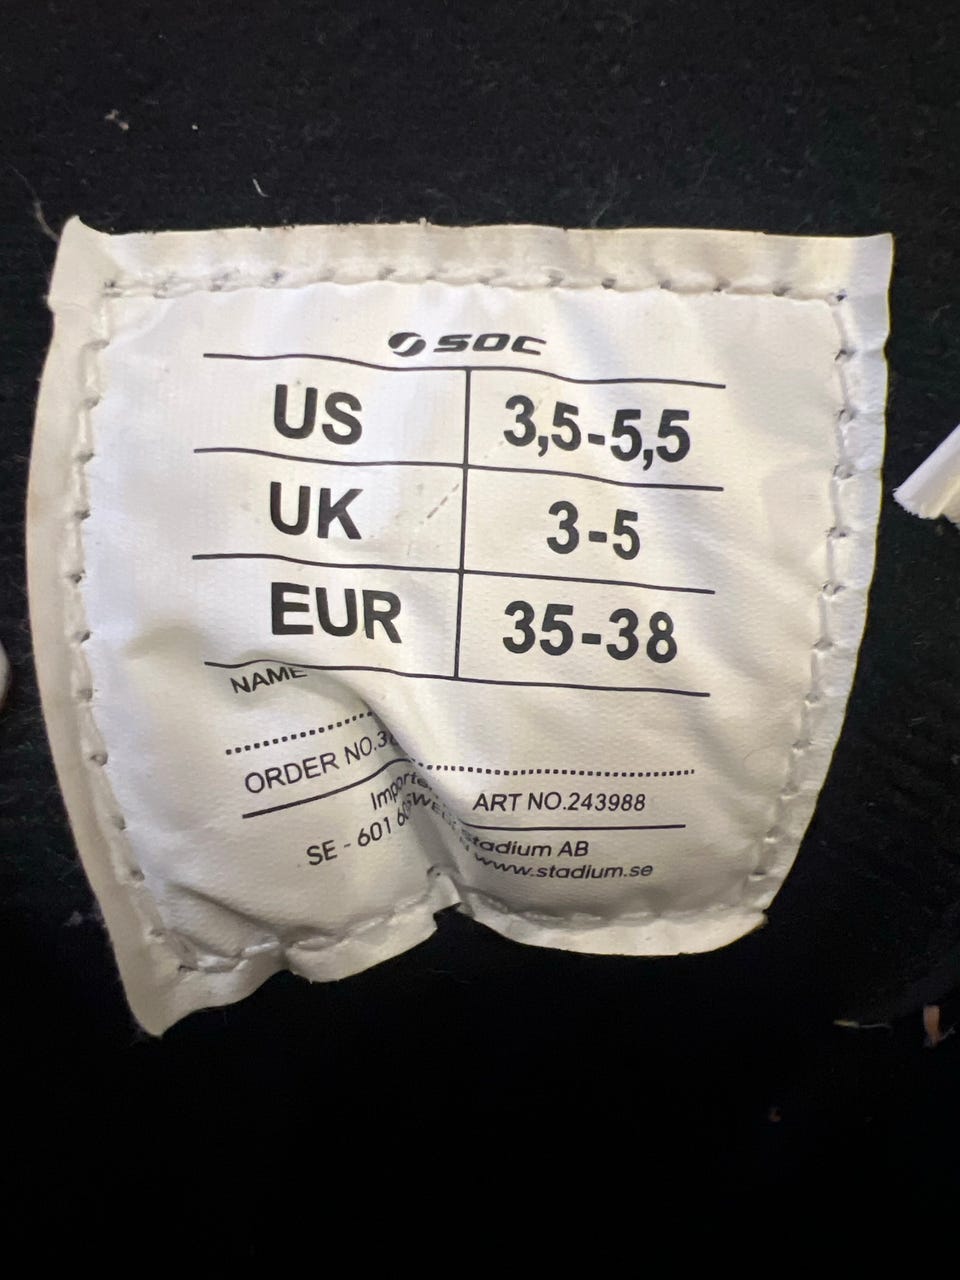 SOC
US 3,5-5,5
UK 3-5
EUR 35-38
NAME
ORDER NO. ART NO.243988
Stadium AB
SE - 601 www.stadium.se